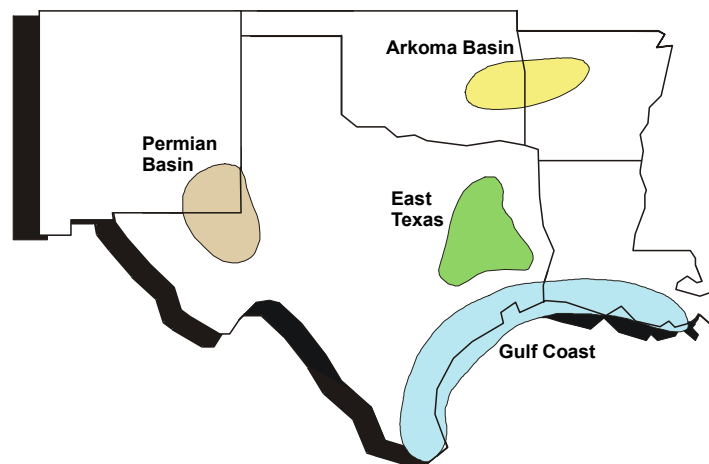 Arkoma Basin
Permian
Basin
East
Texas
Gulf Coast